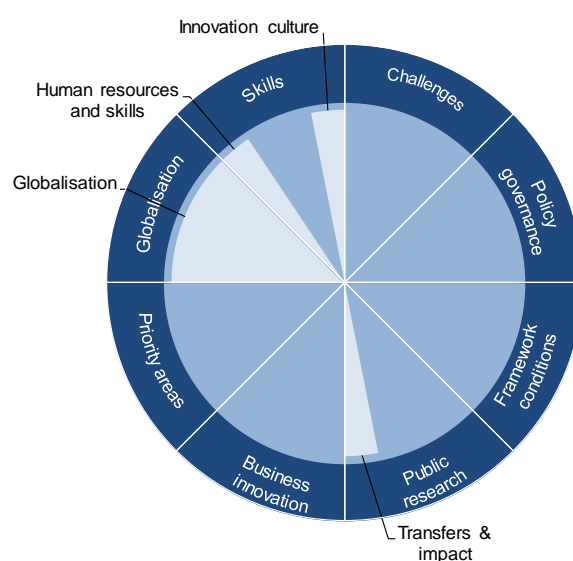 Innovation culture
Human resources
and skills
Globalisation
Skills
Challenges
Globalisation
Policy
governance
Priority areas
Framework
conditions
Business
innovation
Public
research
Transfers &
impact